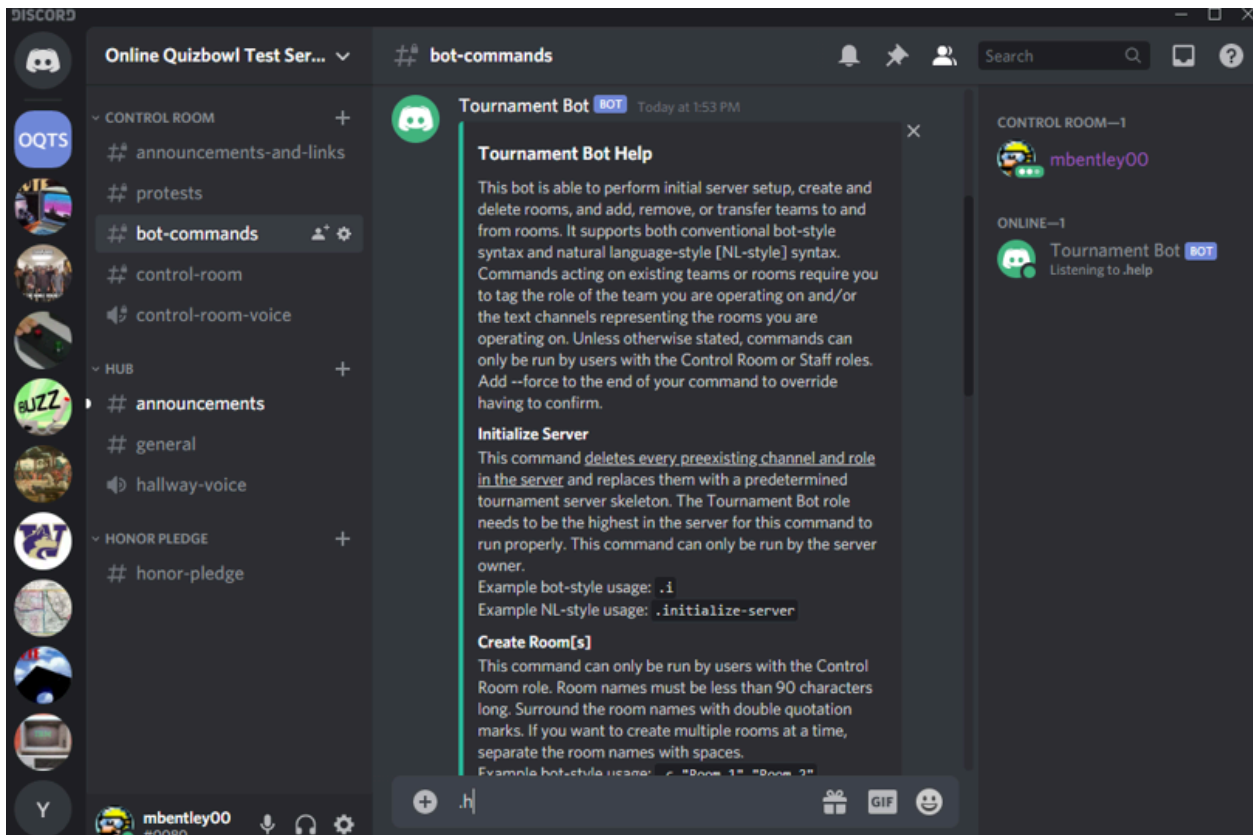 DISCORD
OQTS
BUZZ
Y
Online Quizbowl Test Ser...
CONTROL ROOM
announcements-and-links
protests
bot-commands
control-room
control-room-voice
HUB
announcements
general
hallway-voice
HONOR PLEDGE
honor-pledge
mbentley00
#0080
bot-commands
Search
Tournament Bot BOT Today at 1:53 PM
Tournament Bot Help
This bot is able to perform initial server setup, create and
delete rooms, and add, remove, or transfer teams to and
from rooms. It supports both conventional bot-style
syntax and natural language-style [NL-style] syntax.
Commands acting on existing teams or rooms require you
to tag the role of the team you are operating on and/or
the text channels representing the rooms you are
operating on. Unless otherwise stated, commands can
only be run by users with the Control Room or Staff roles.
Add --force to the end of your command to override
having to confirm.
Initialize Server
This command deletes every preexisting channel and role
in the server and replaces them with a predetermined
tournament server skeleton. The Tournament Bot role
needs to be the highest in the server for this command to
run properly. This command can only be run by the server
owner.
Example bot-style usage: .i
Example NL-style usage: .initialize-server
Create Room[s]
This command can only be run by users with the Control
Room role. Room names must be less than 90 characters
long. Surround the room names with double quotation
marks. If you want to create multiple rooms at a time,
separate the room names with spaces.
Example bot-style usage: .c "Room 1" "Room 2"
.h
GIF
CONTROL ROOM—1
mbentley00
ONLINE—1
Tournament Bot BOT
Listening to .help